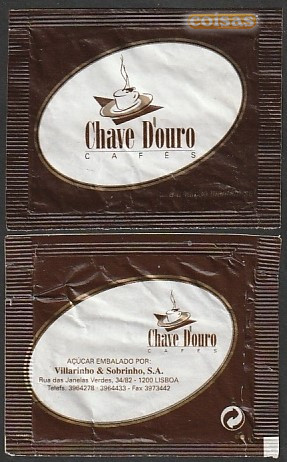 coisas
Chave D'ouro
CAFÉS
Chave D'ouro
CAFÉS
AÇÚCAR EMBALADO POR:
Villarinho & Sobrinho, S.A.
Rua das Janelas Verdes, 34/82 - 1200 LISBOA
Telefs. 3964278 - 3964433 - Fax 3973442